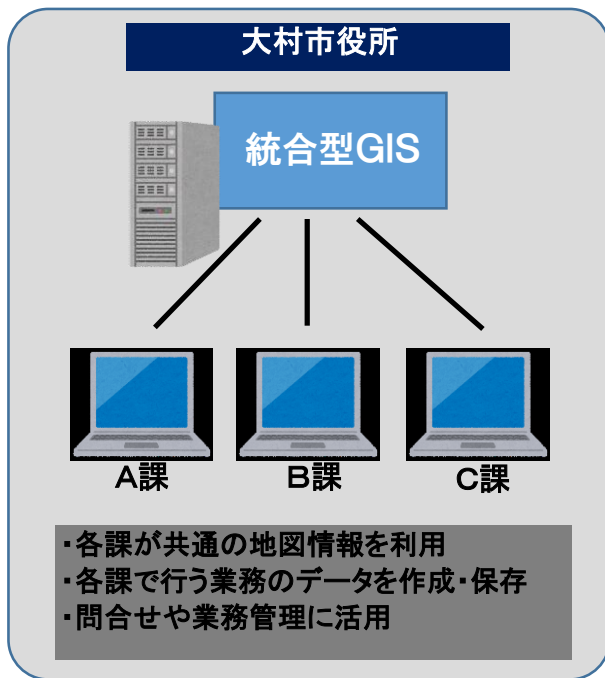 大村市役所
統合型GIS
A課
B課
C課
・各課が共通の地図情報を利用
・各課で行う業務のデータを作成・保存
・問合せや業務管理に活用